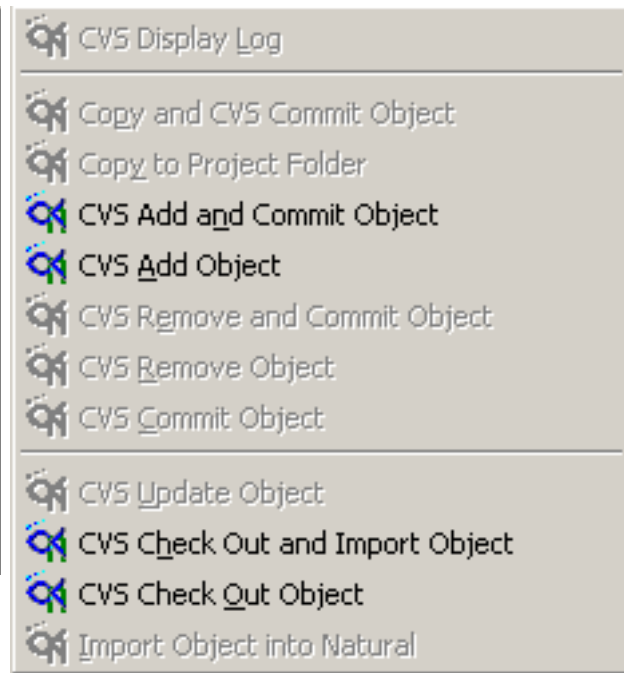 CVS Display Log
Copy and CVS Commit Object
Copy to Project Folder
CVS Add and Commit Object
CVS Add Object
CVS Remove and Commit Object
CVS Remove Object
CVS Commit Object
CVS Update Object
CVS Check Out and Import Object
CVS Check Out Object
Import Object into Natural